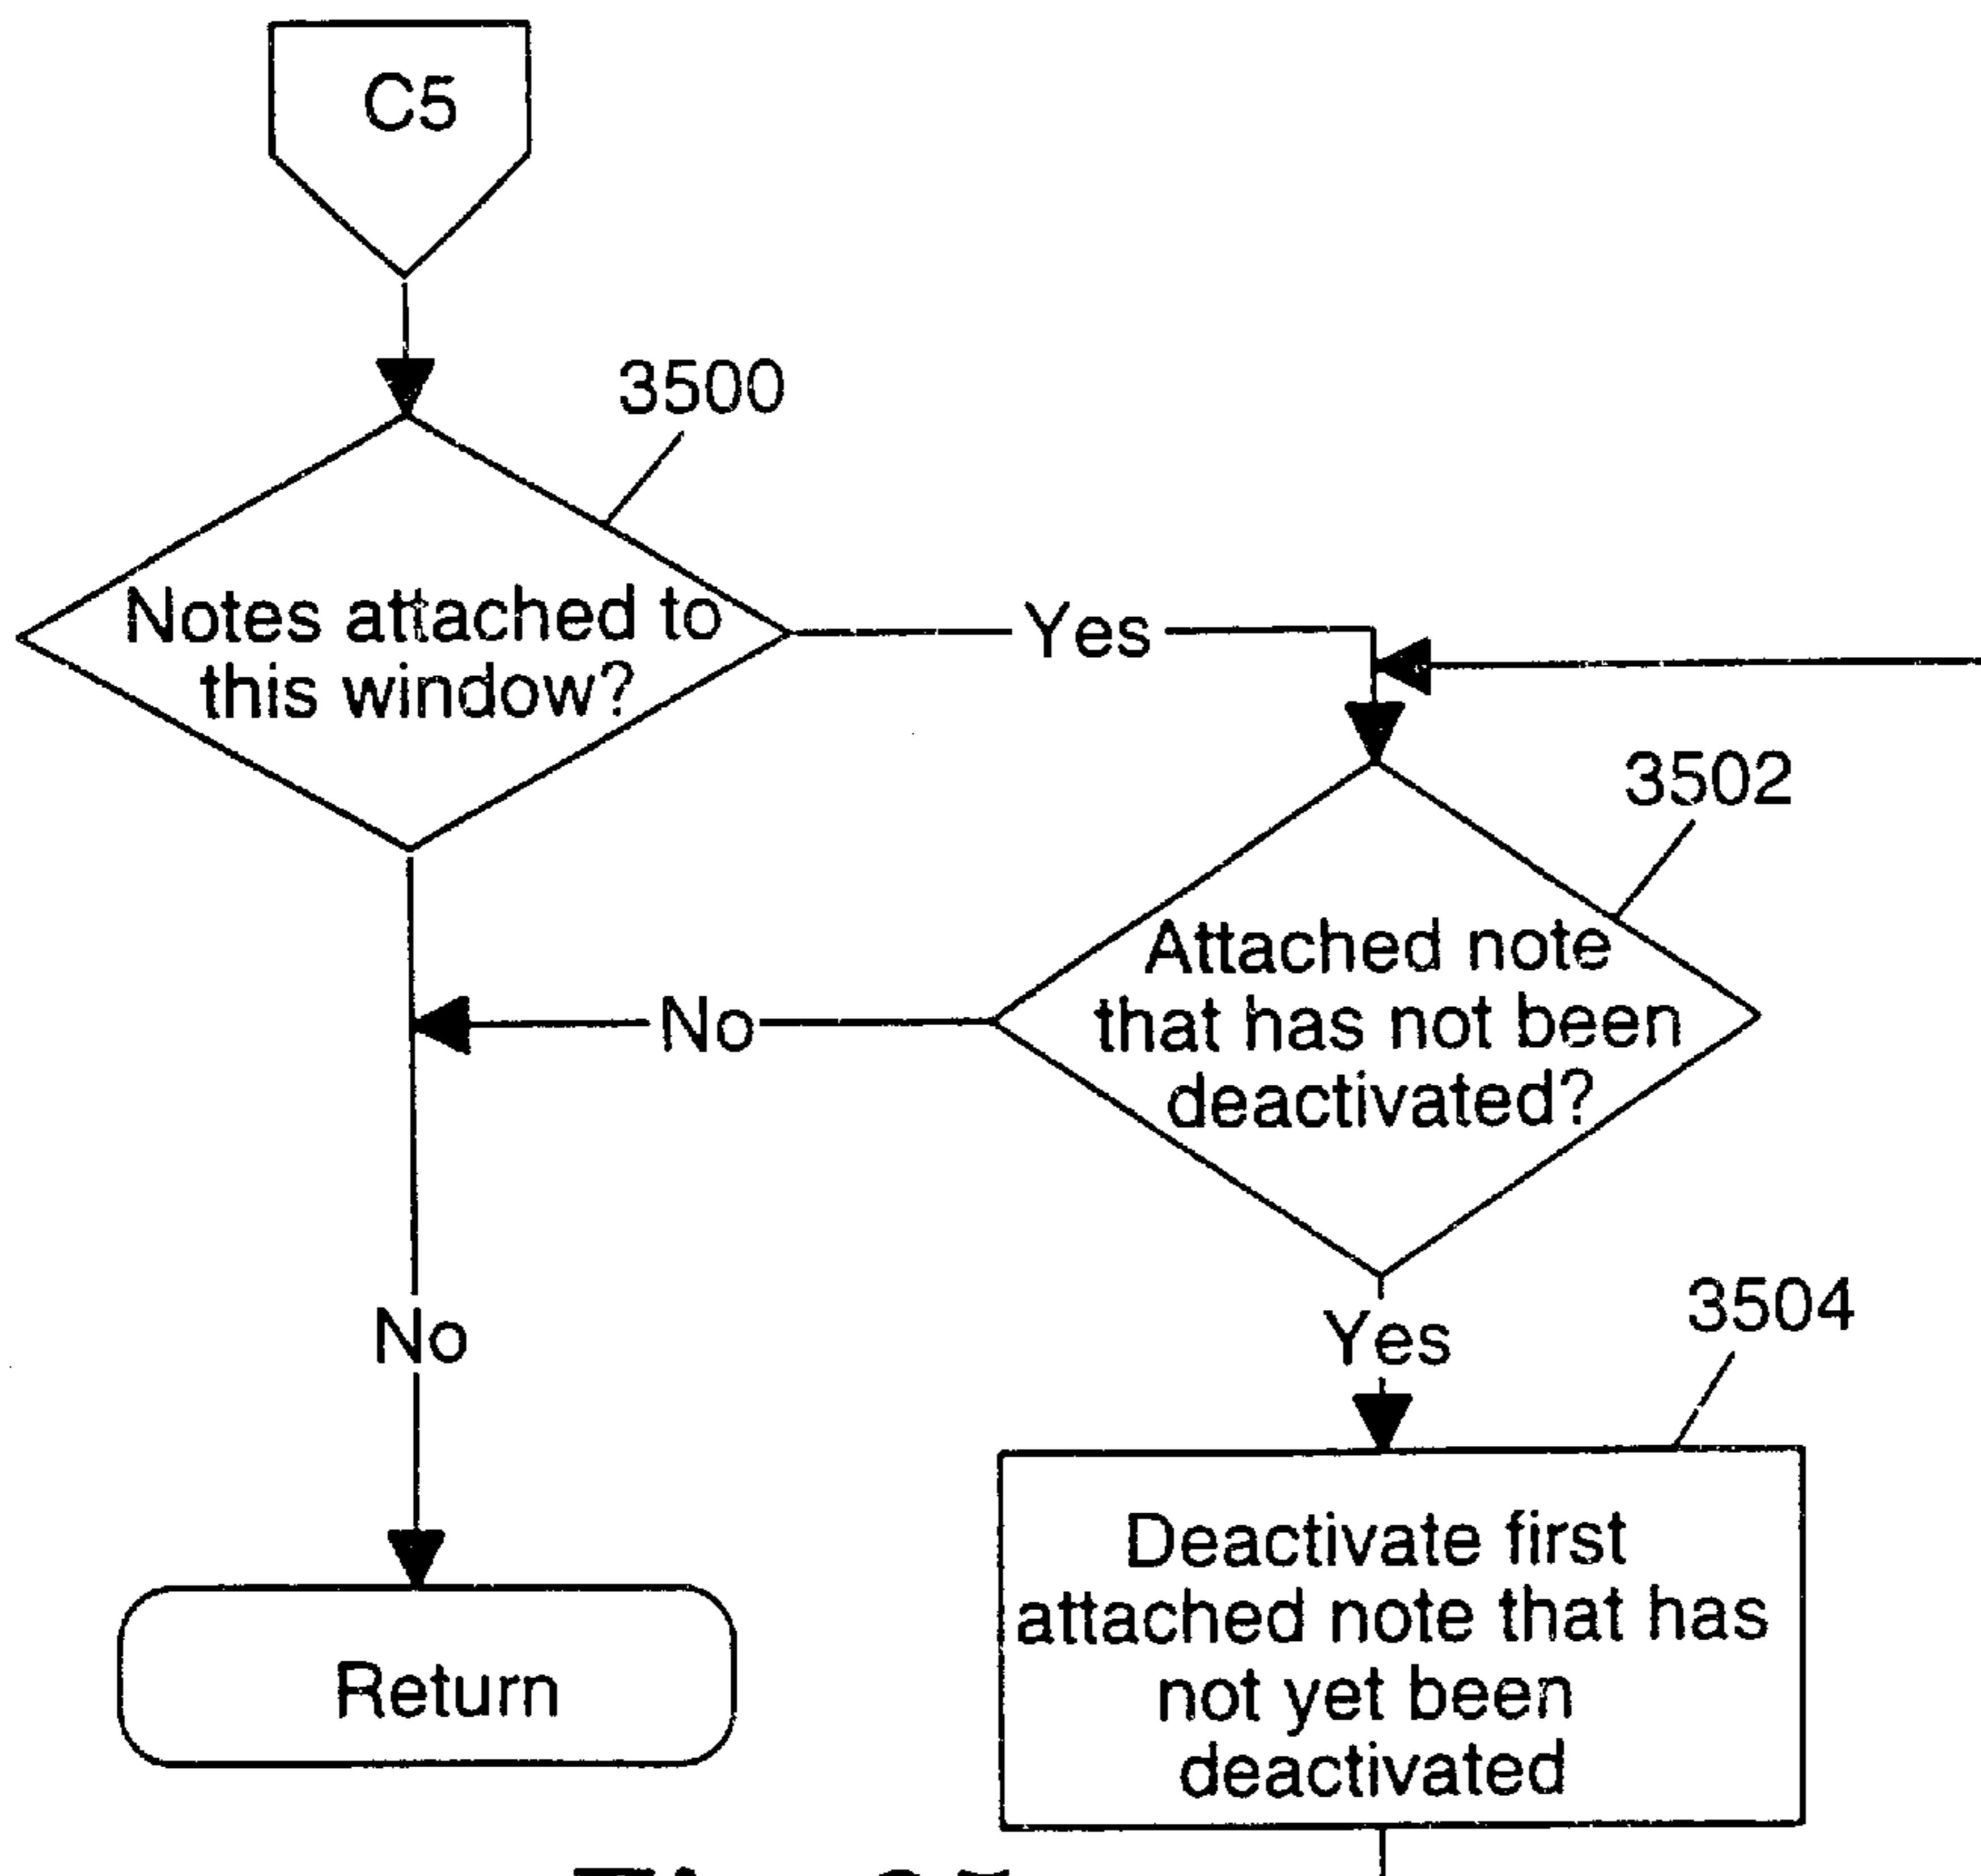 C5
3500
Notes attached to
this window?
Yes
3502
Attached note
that has not been
deactivated?
No
No
Yes
3504
Deactivate first
attached note that has
not yet been
deactivated
Return